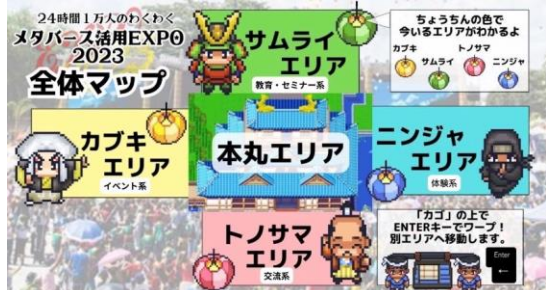 24時間1万人のわくわく
メタバース活用EXPO
2023
全体マップ
サムライ
エリア
教育・セミナー系
ちょうちんの色で
今いるエリアがわかるよ
カブキ
トノサマ
サムライ
ニンジャ
カブキ
エリア
イベント系
本丸エリア
ニンジャ
エリア
体験系
トノサマ
エリア
交流系
「カゴ」の上で
ENTERキーでワープ！
別エリアへ移動します。
Enter
←